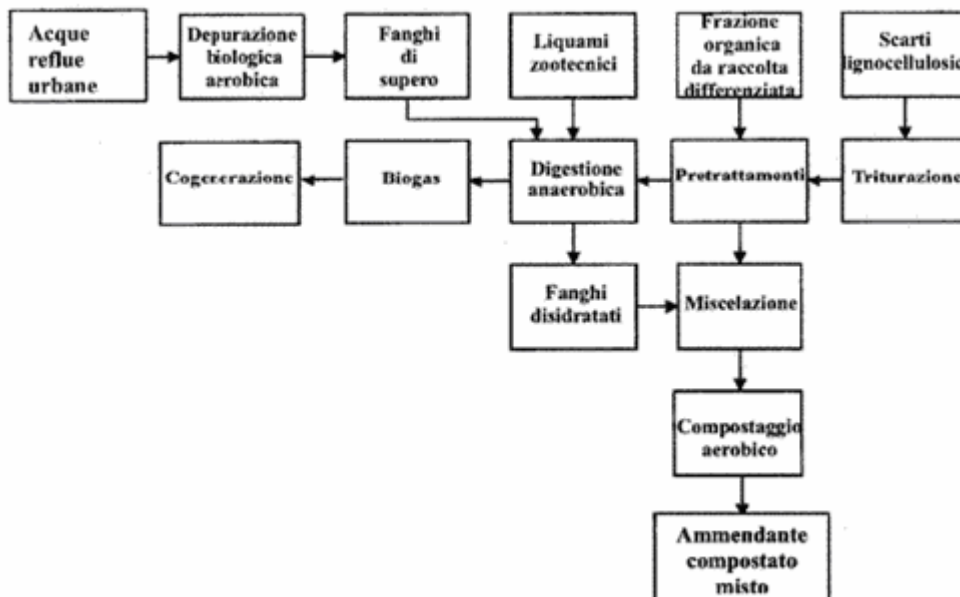 Acque
reflue
urbane
Depurazione
biologica
aerobica
Fanghi
di
supero
Liquami
zootecnici
Frazione
organica
da raccolta
differenziata
Scarti
lignocellulosic
Cogenerazione
Biogas
Digestione
anaerobica
Pretrattamenti
Triturazione
Fanghi
disidratati
Miscelazione
Compostaggio
aerobico
Ammendante
compostato
misto